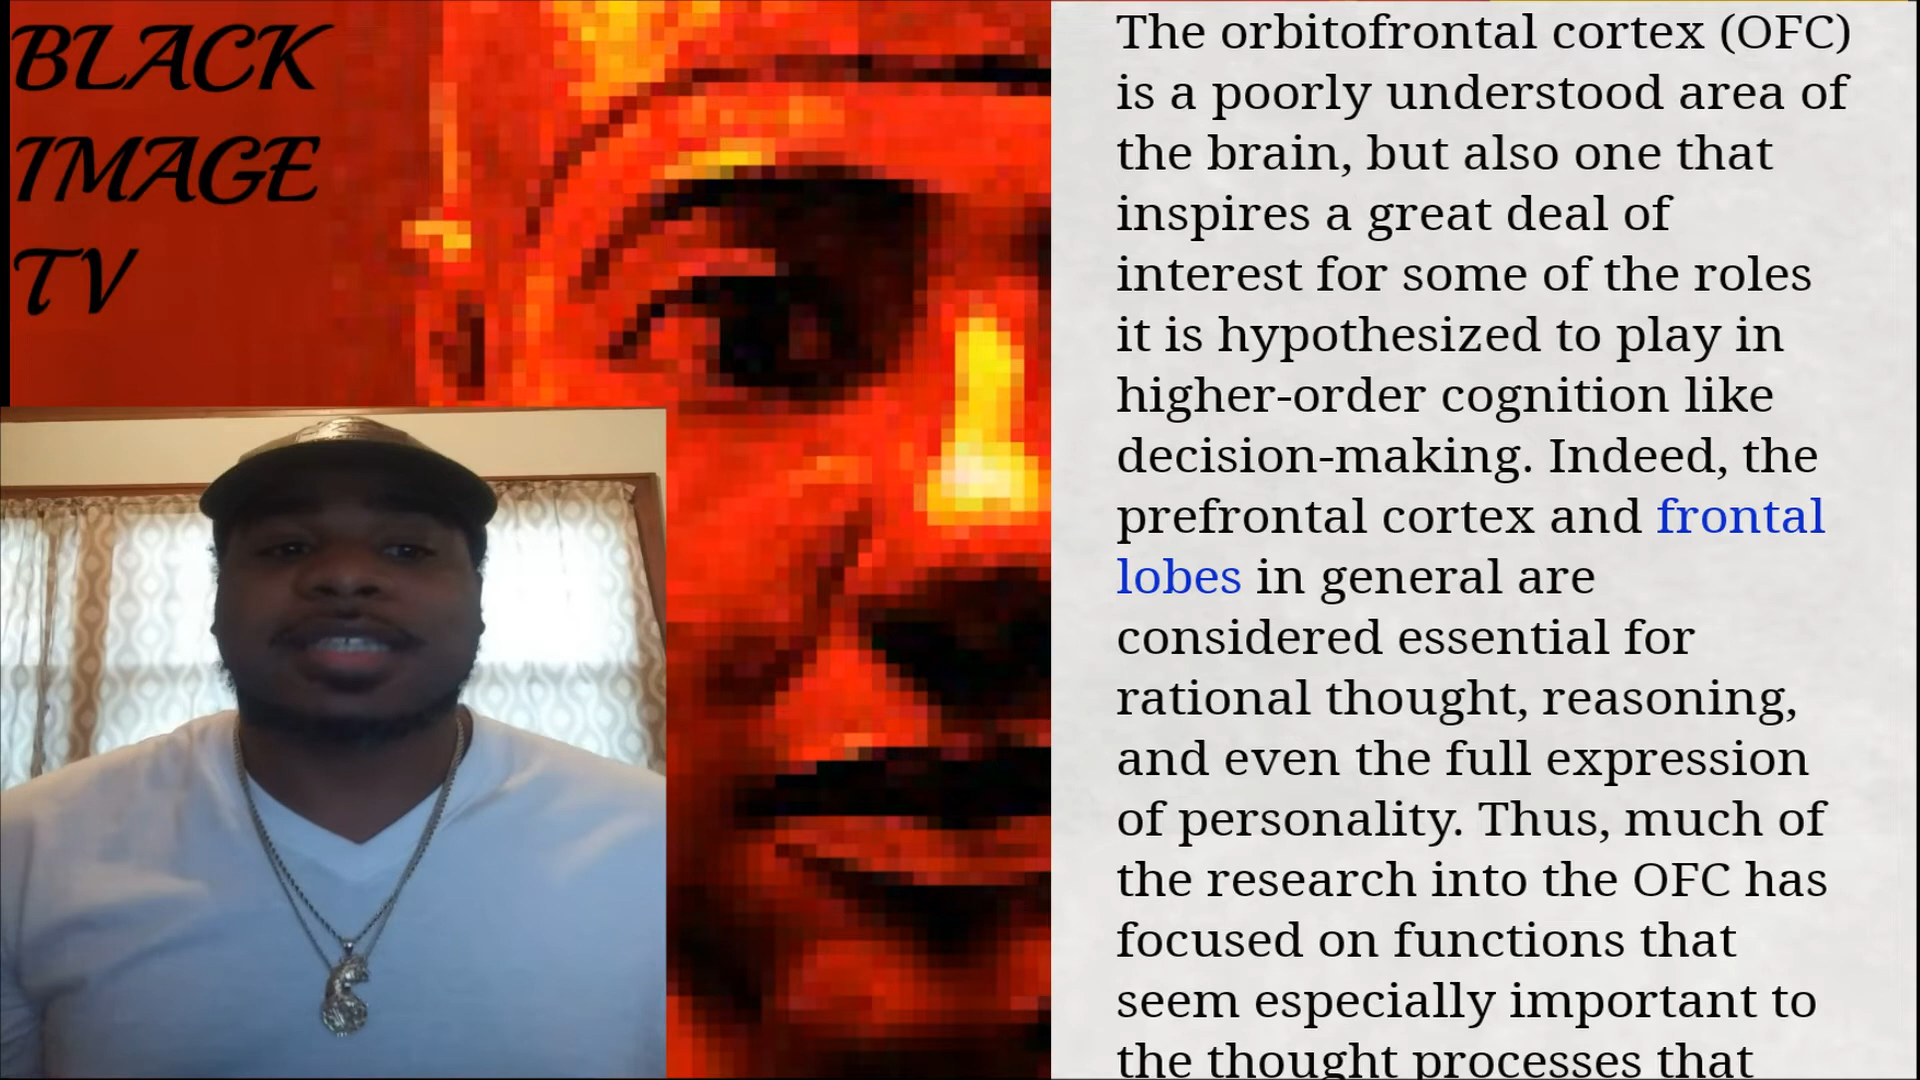 BLACK
IMAGE
TV
The orbitofrontal cortex (OFC)
is a poorly understood area of
the brain, but also one that
inspires a great deal of
interest for some of the roles
it is hypothesized to play in
higher-order cognition like
decision-making. Indeed, the
prefrontal cortex and frontal
lobes in general are
considered essential for
rational thought, reasoning,
and even the full expression
of personality. Thus, much of
the research into the OFC has
focused on functions that
seem especially important to
the thought processes that